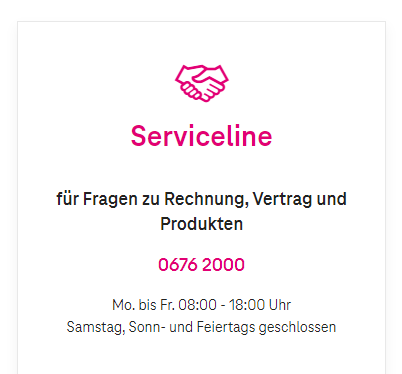 Serviceline
für Fragen zu Rechnung, Vertrag und
Produkten
0676 2000
Mo. bis Fr. 08:00 - 18:00 Uhr
Samstag, Sonn- und Feiertags geschlossen